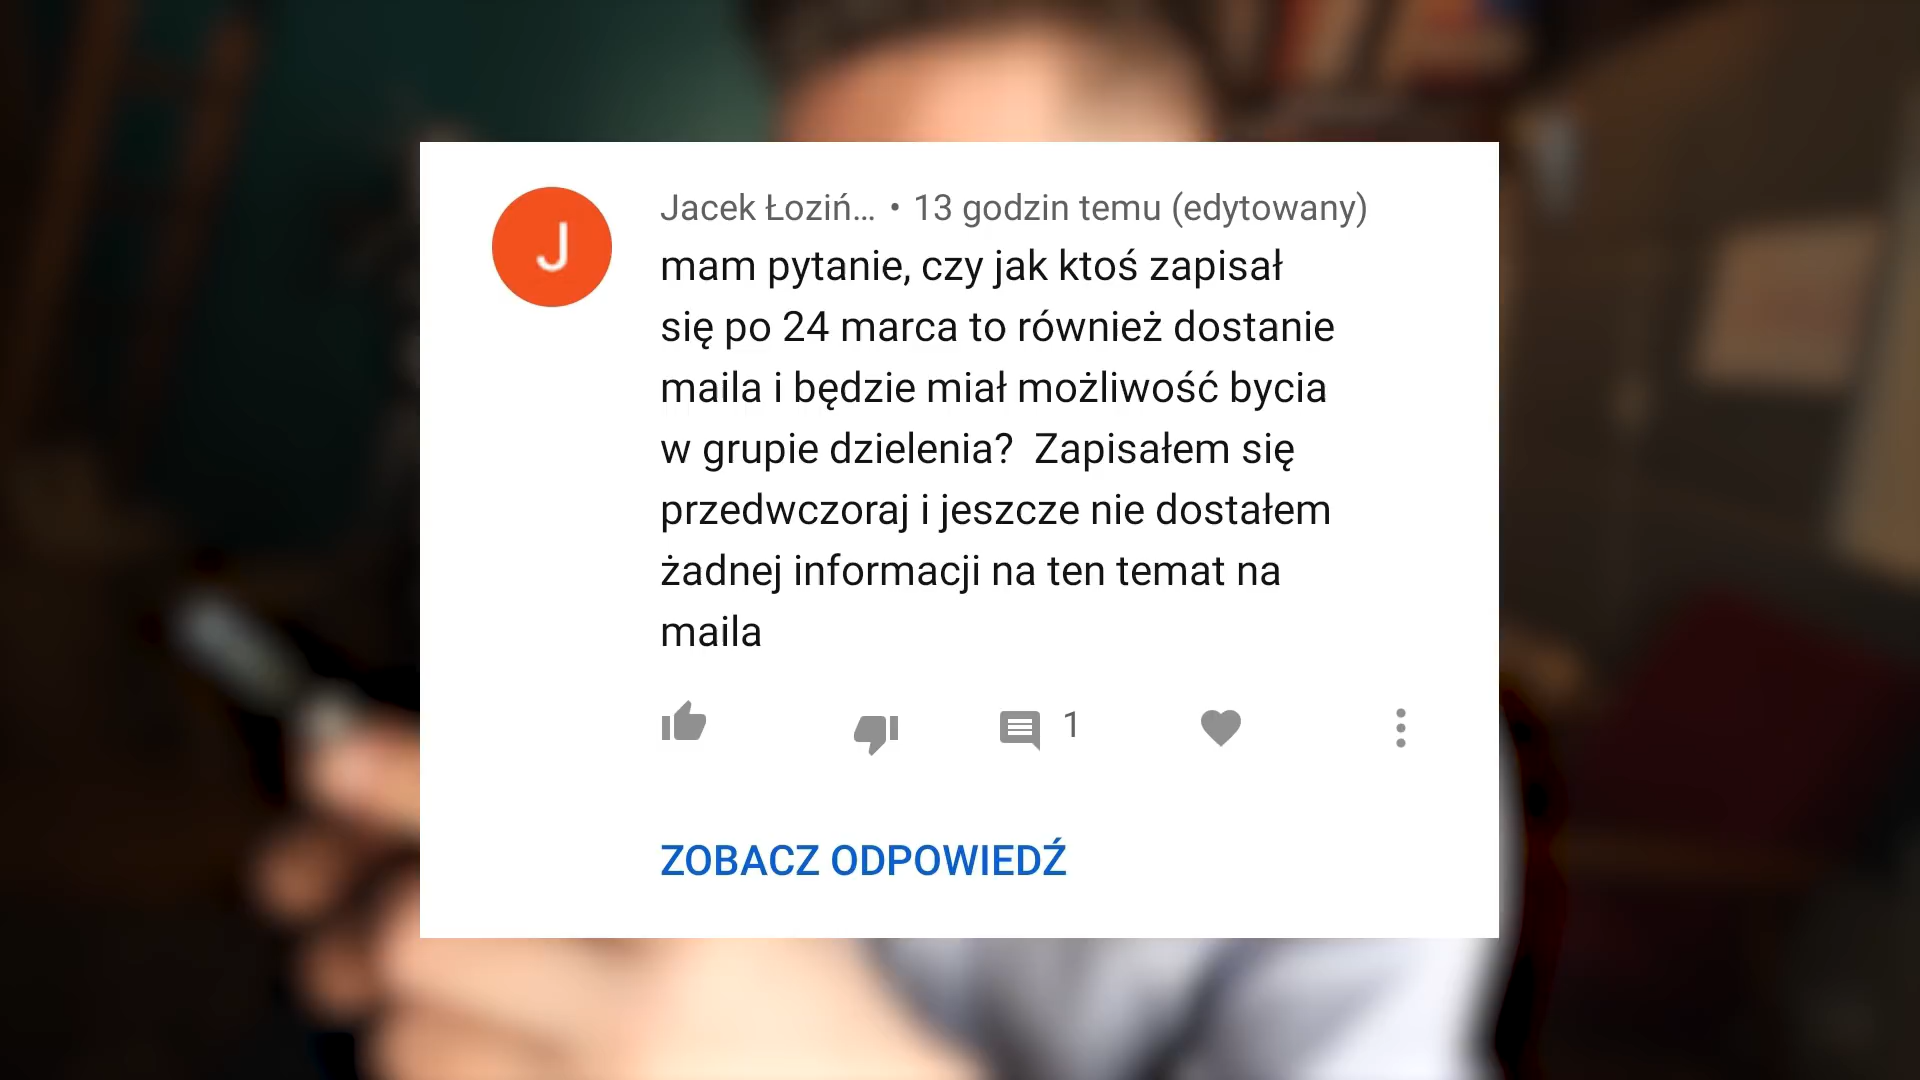 J
Jacek Łoziń... • 13 godzin temu (edytowany)
mam pytanie, czy jak ktoś zapisał
się po 24 marca to również dostanie
maila i będzie miał możliwość bycia
w grupie dzielenia?  Zapisałem się
przedwczoraj i jeszcze nie dostałem
żadnej informacji na ten temat na
maila
1
ZOBACZ ODPOWIEDŹ